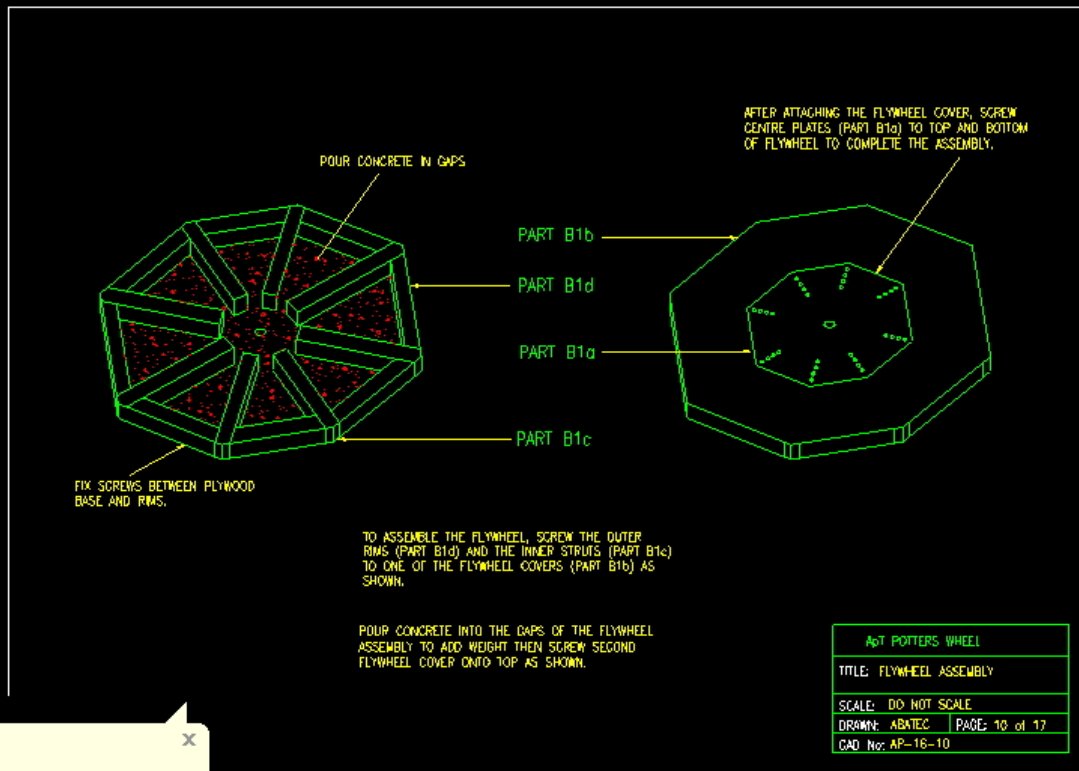 AFTER ATTACHING THE FLYWHEEL COVER, SCREW
CENTRE PLATES (PART B1a) TO TOP AND BOTTOM
OF FLYWHEEL TO COMPLETE THE ASSEMBLY.
POUR CONCRETE IN GAPS
PART B1b
PART B1d
PART B1a
PART B1c
FIX SCREWS BETWEEN PLYWOOD
BASE AND RIMS.
TO ASSEMBLE THE FLYWHEEL, SCREW THE OUTER
RIMS (PART B1d) AND THE INNER STRUTS (PART B1c)
TO ONE OF THE FLYWHEEL COVERS (PART B1b) AS
SHOWN.
POUR CONCRETE INTO THE GAPS OF THE FLYWHEEL
ASSEMBLY TO ADD WEIGHT THEN SCREW SECOND
FLYWHEEL COVER ONTO TOP AS SHOWN.
ApT POTTERS WHEEL
TITLE: FLYWHEEL ASSEMBLY
SCALE: DO NOT SCALE
DRAWN: ABATEC PAGE: 10 of 17
CAD No: AP-16-10